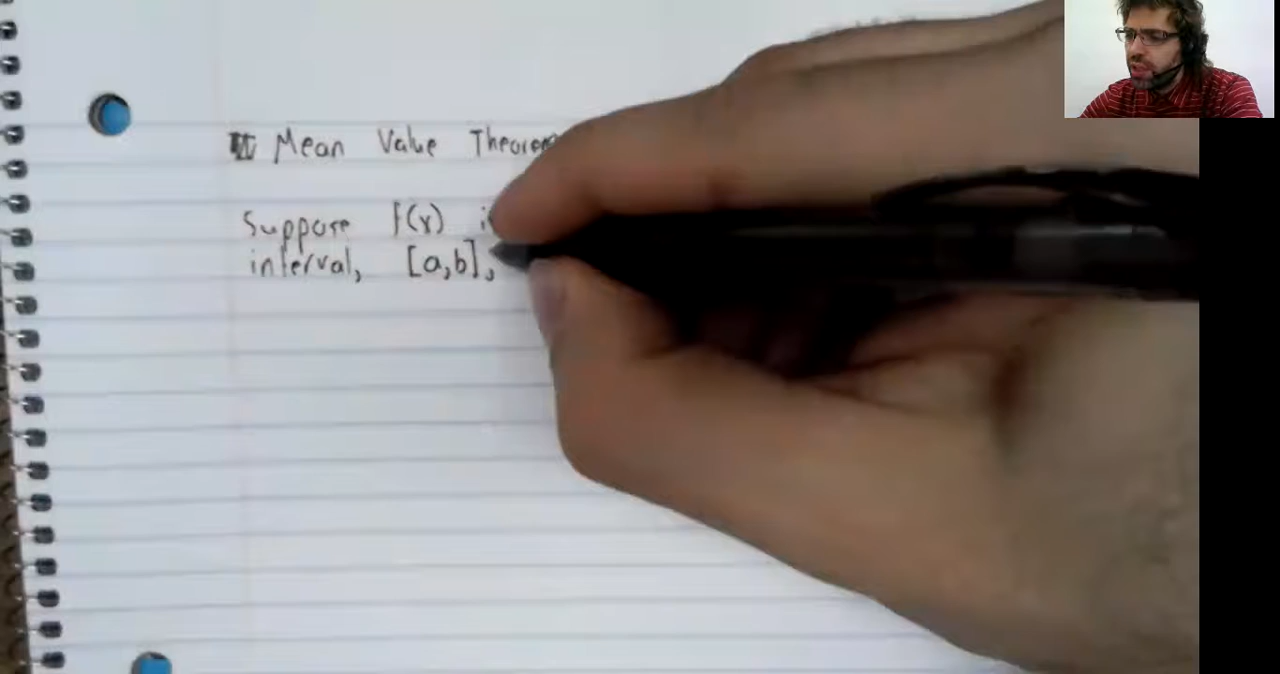 Mean Value Theorem
Suppose f(x)
interval, [a,b],